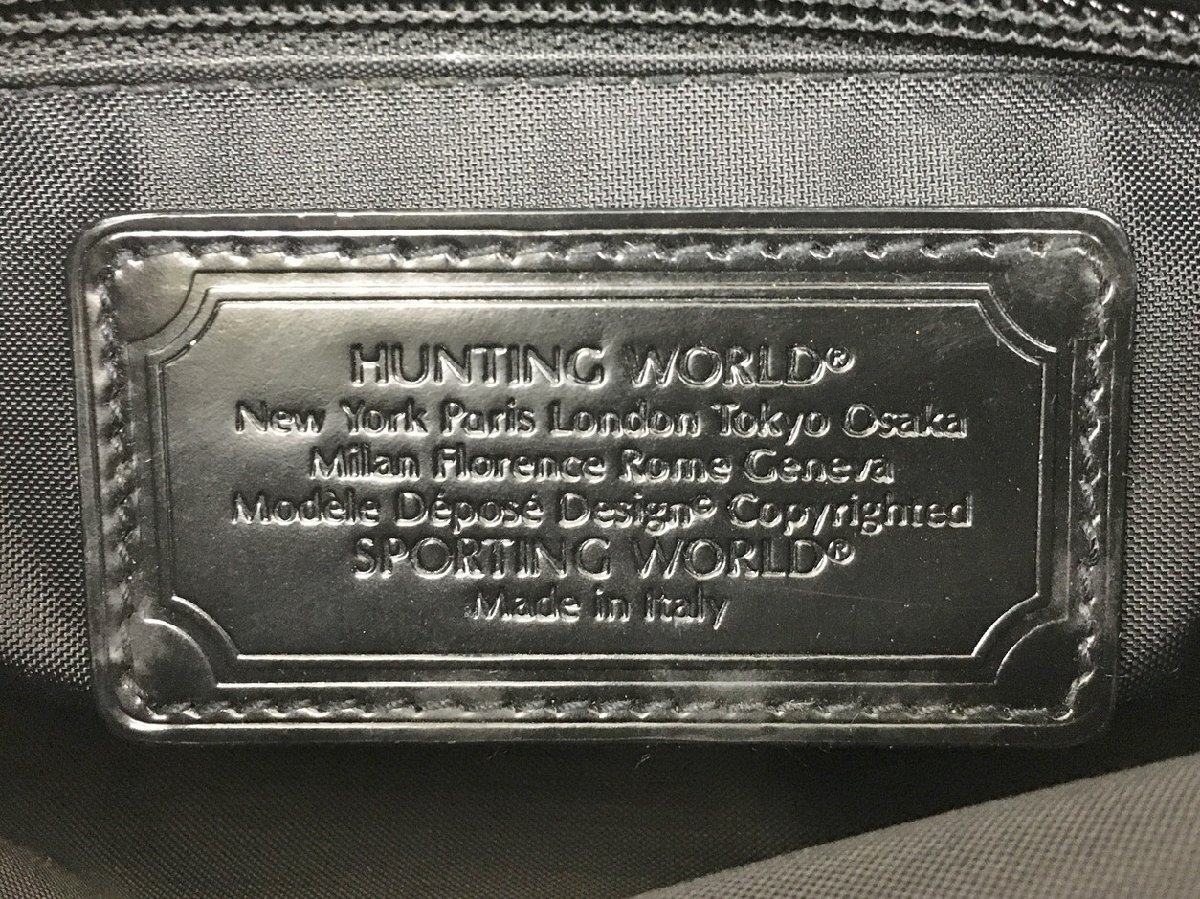 HUNTING WORLD®
New York Paris London Tokyo Osaka
Milan Florence Rome Geneva
Modèle Déposé Design© Copyrighted
SPORTING WORLD®
Made in Italy